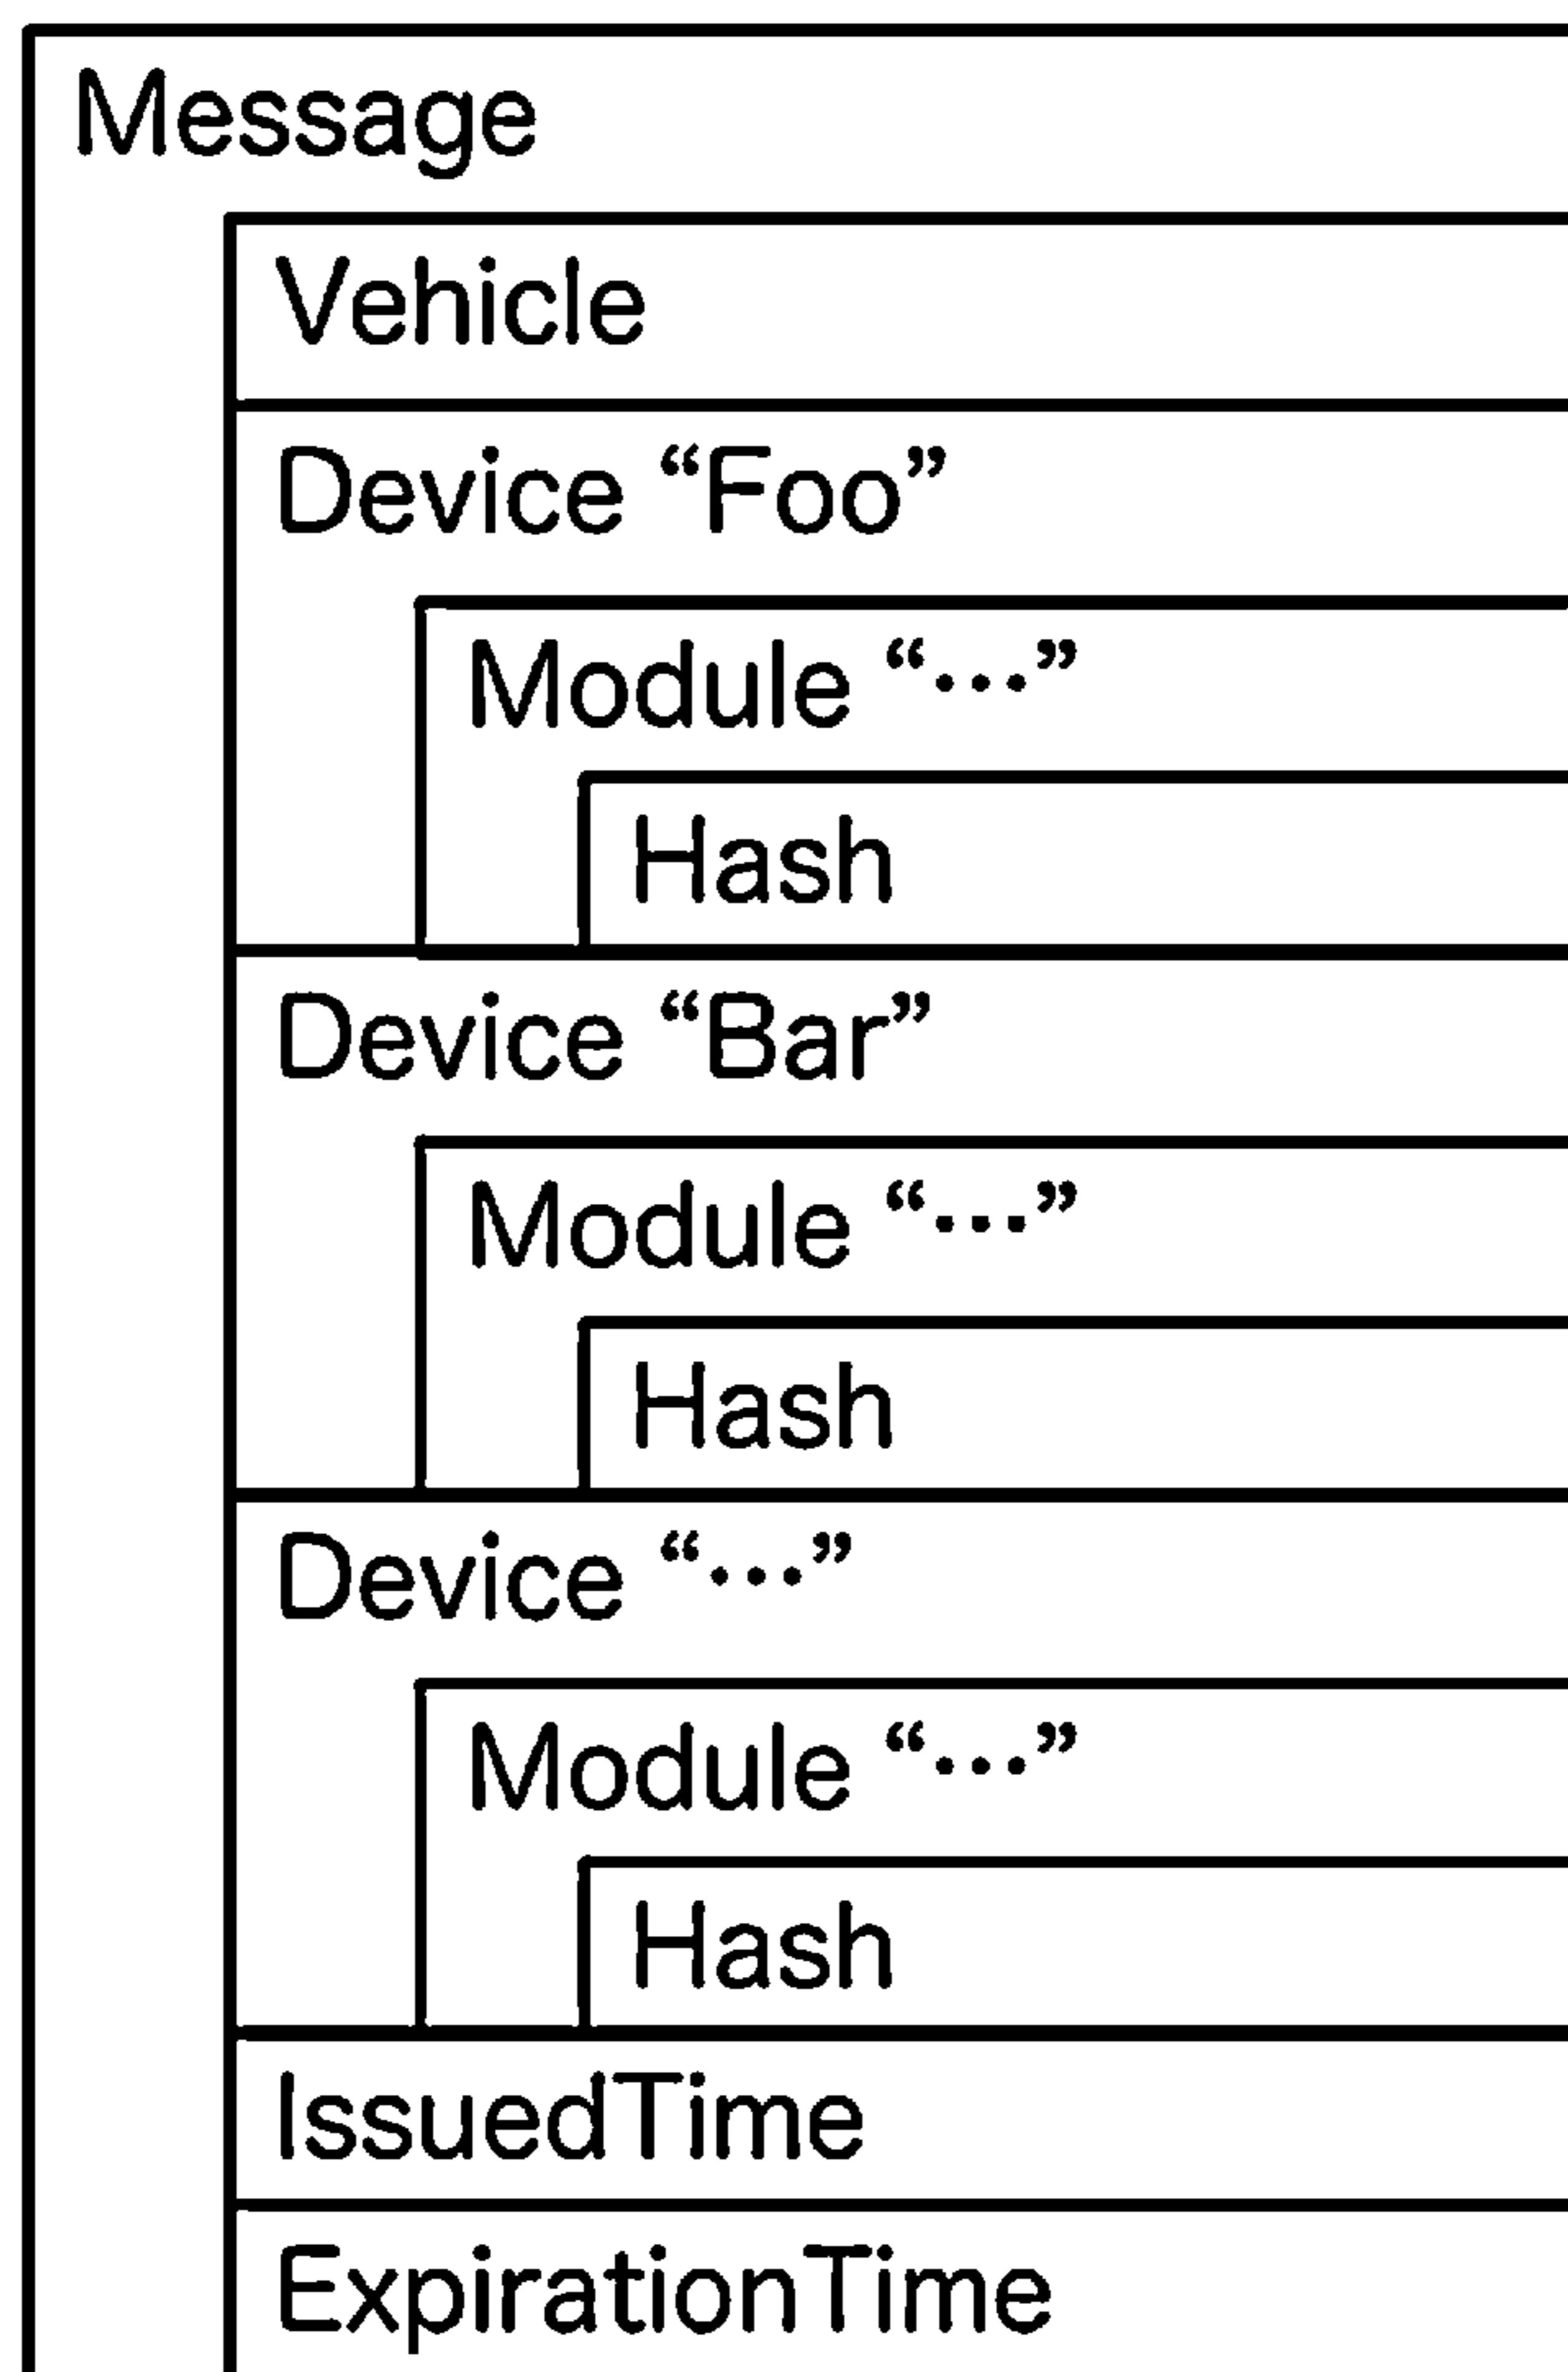 Message
Vehicle
Device “Foo”
Module “···”
Hash
Device “Bar”
Module “···”
Hash
Device “···”
Module “···”
Hash
IssuedTime
ExpirationTime